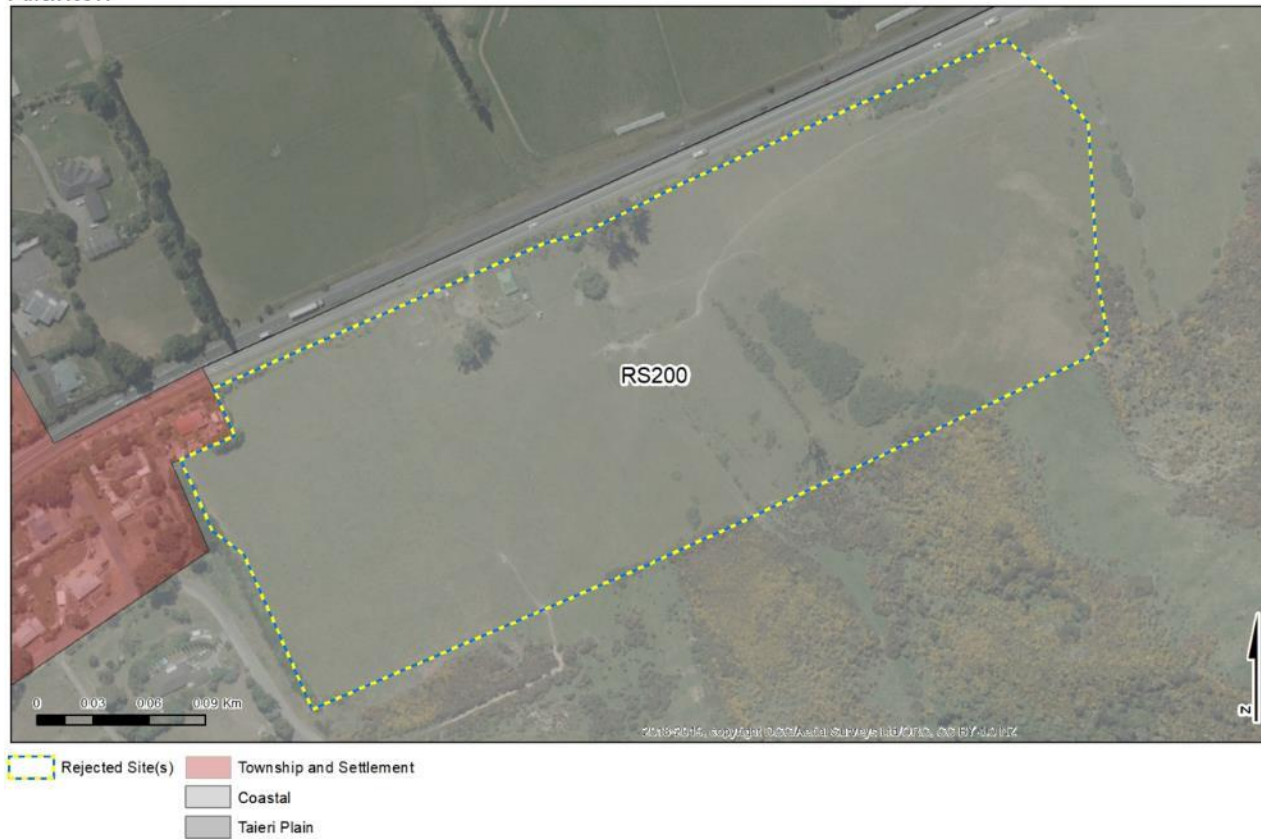 RS200
0 0.03 0.06 0.09 Km
N
Rejected Site(s)
Township and Settlement
Coastal
Taieri Plain